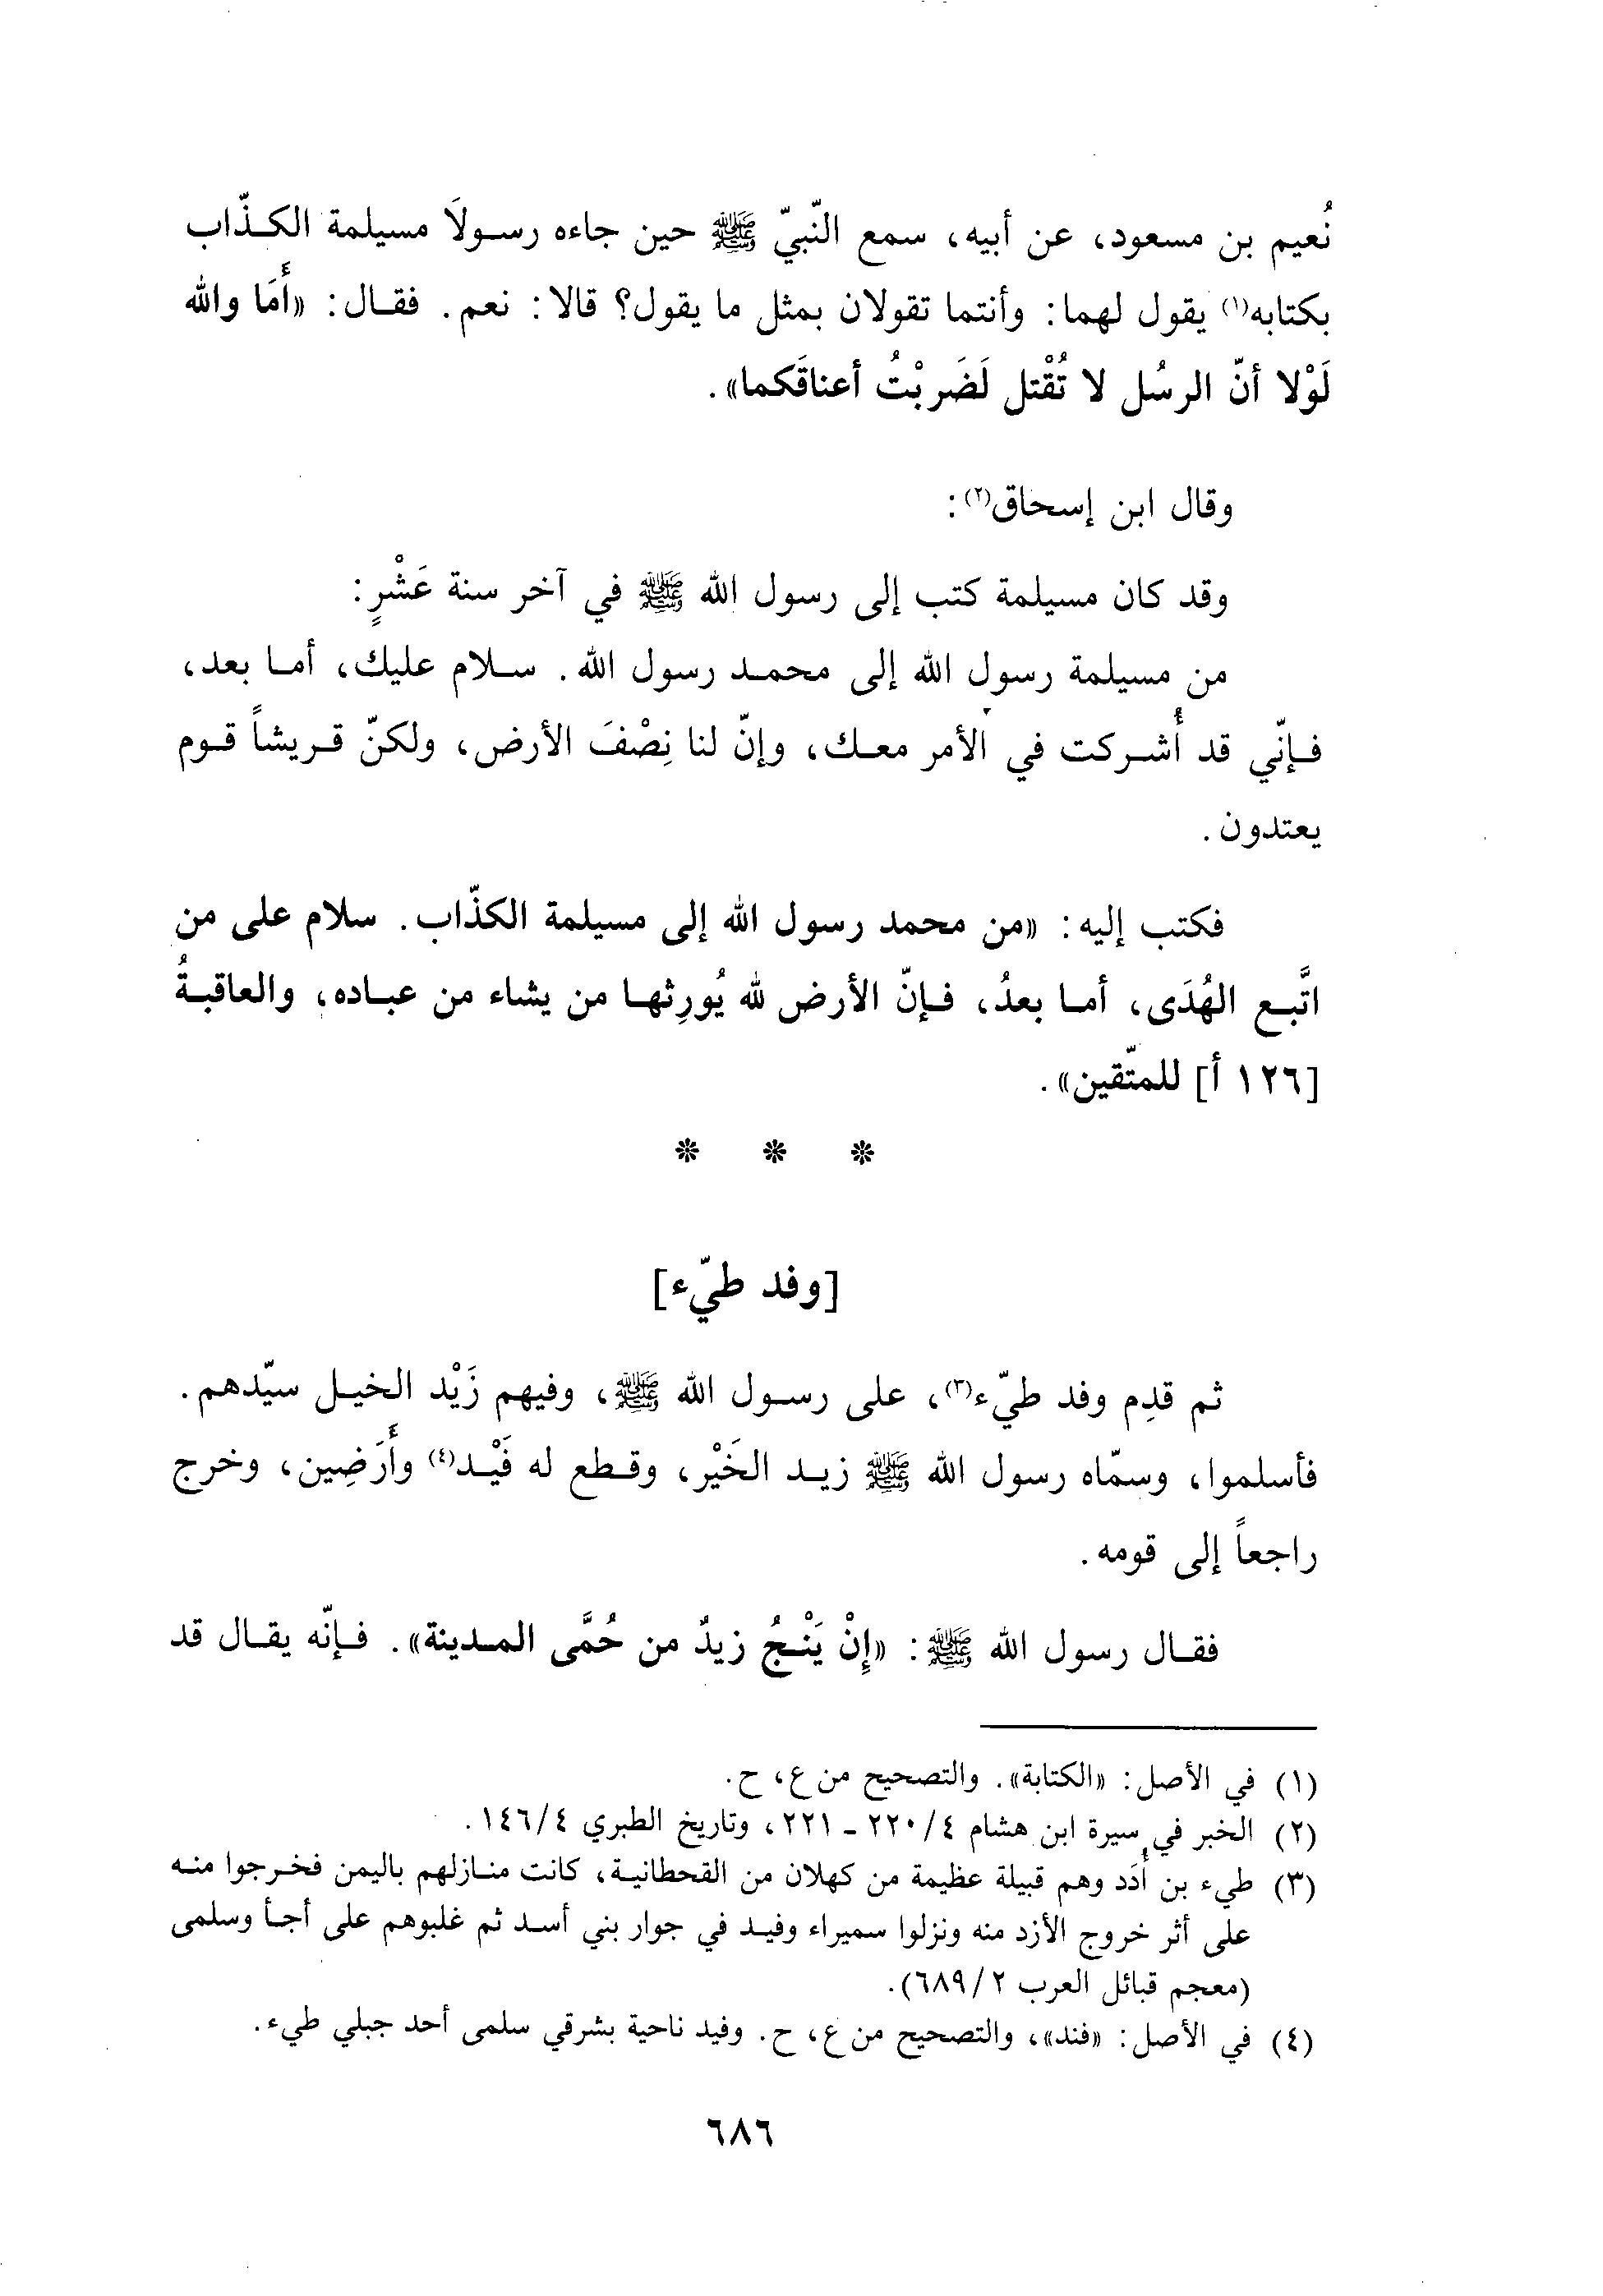 نُعيم بن مسعود، عن أبيه، سمع النّبيّ ﷺ حين جاءه رسولَا مسيلمة الكذّاب
بكتابه(١) يقول لهما: وأنتما تقولان بمثل ما يقول؟ قالا: نعم. فقال: «أَمَا والله
لَوْلا أنّ الرسُل لا تُقْتل لَضَربْتُ أعناقَكما».
وقال ابن إسحاق(٢):
وقد كان مسيلمة كتب إلى رسول الله ﷺ في آخر سنة عَشْرٍ:
من مسيلمة رسول الله إلى محمد رسول الله. سلام عليك، أما بعد،
فإنّي قد أُشركت في الأمر معك، وإنّ لنا نِصْفَ الأرض، ولكنّ قريشاً قوم
يعتدون.
فكتب إليه: «من محمد رسول الله إلى مسيلمة الكذّاب. سلام على من
اتَّبع الهُدَى، أما بعدُ، فإنّ الأرض لله يُورِثها من يشاء من عباده، والعاقبةُ
[١٢٦ أ] للمتّقين».
* * *
[وفد طيّء]
ثم قدِم وفد طيّء(٣)، على رسول الله ﷺ، وفيهم زَيْد الخيل سيّدهم.
فأسلموا، وسمّاه رسول الله ﷺ زيد الخَيْر، وقطع له فَيْد(٤) وأَرَضِين، وخرج
راجعاً إلى قومه.
فقال رسول الله ﷺ: «إِنْ يَنْجُ زيدٌ من حُمَّى المدينة». فإنّه يقال قد
(١) في الأصل: «الكتابة». والتصحيح من ع، ح.
(٢) الخبر في سيرة ابن هشام ٤/٢٢٠ ـ ٢٢١، وتاريخ الطبري ٤/١٤٦.
(٣) طيء بن أُدَد وهم قبيلة عظيمة من كهلان من القحطانية، كانت منازلهم باليمن فخرجوا منه
على أثر خروج الأزد منه ونزلوا سميراء وفيد في جوار بني أسد ثم غلبوهم على أجأ وسلمى
(معجم قبائل العرب ٢/٦٨٩).
(٤) في الأصل: «فند»، والتصحيح من ع، ح. وفيد ناحية بشرقي سلمى أحد جبلي طيء.
٦٨٦